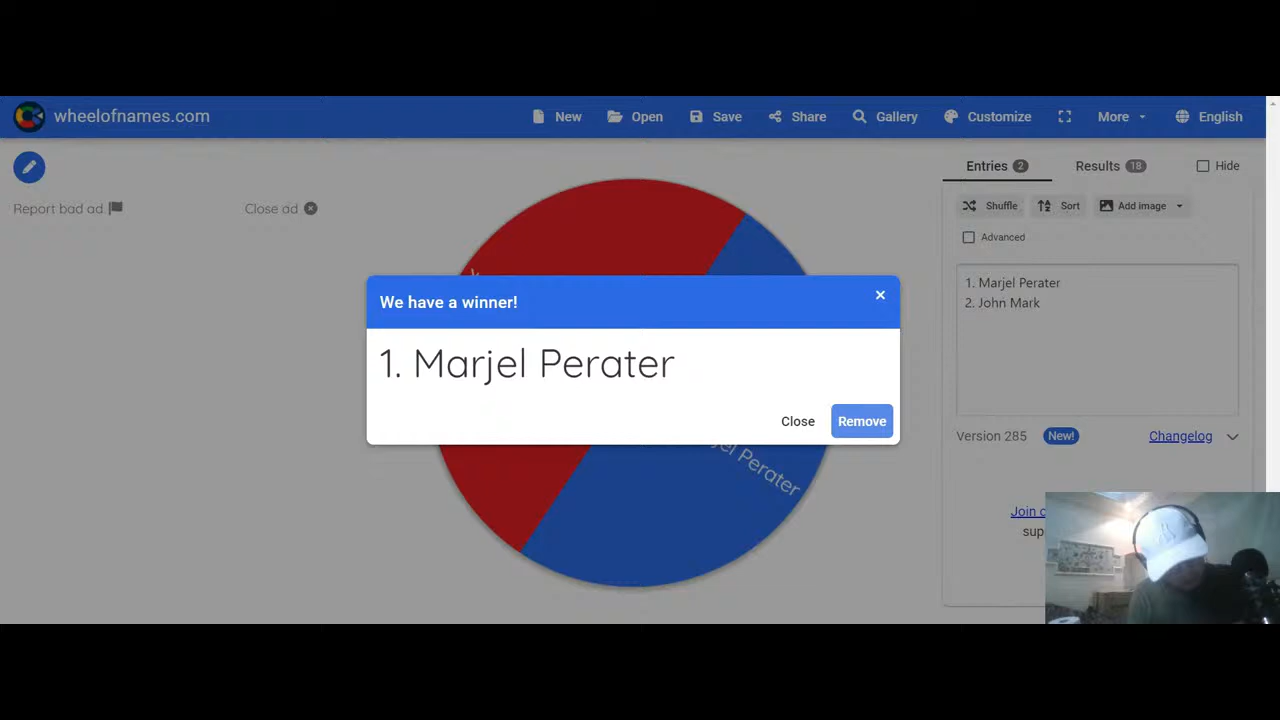 wheelofnames.com
New
Open
Save
Share
Gallery
Customize
More
English
Report bad ad
Close ad
Entries 2
Results 18
Hide
Shuffle
Sort
Add image
Advanced
1. Marjel Perater
2. John Mark
We have a winner!
1. Marjel Perater
Close
Remove
Perater
Version 285
New!
Changelog
Join